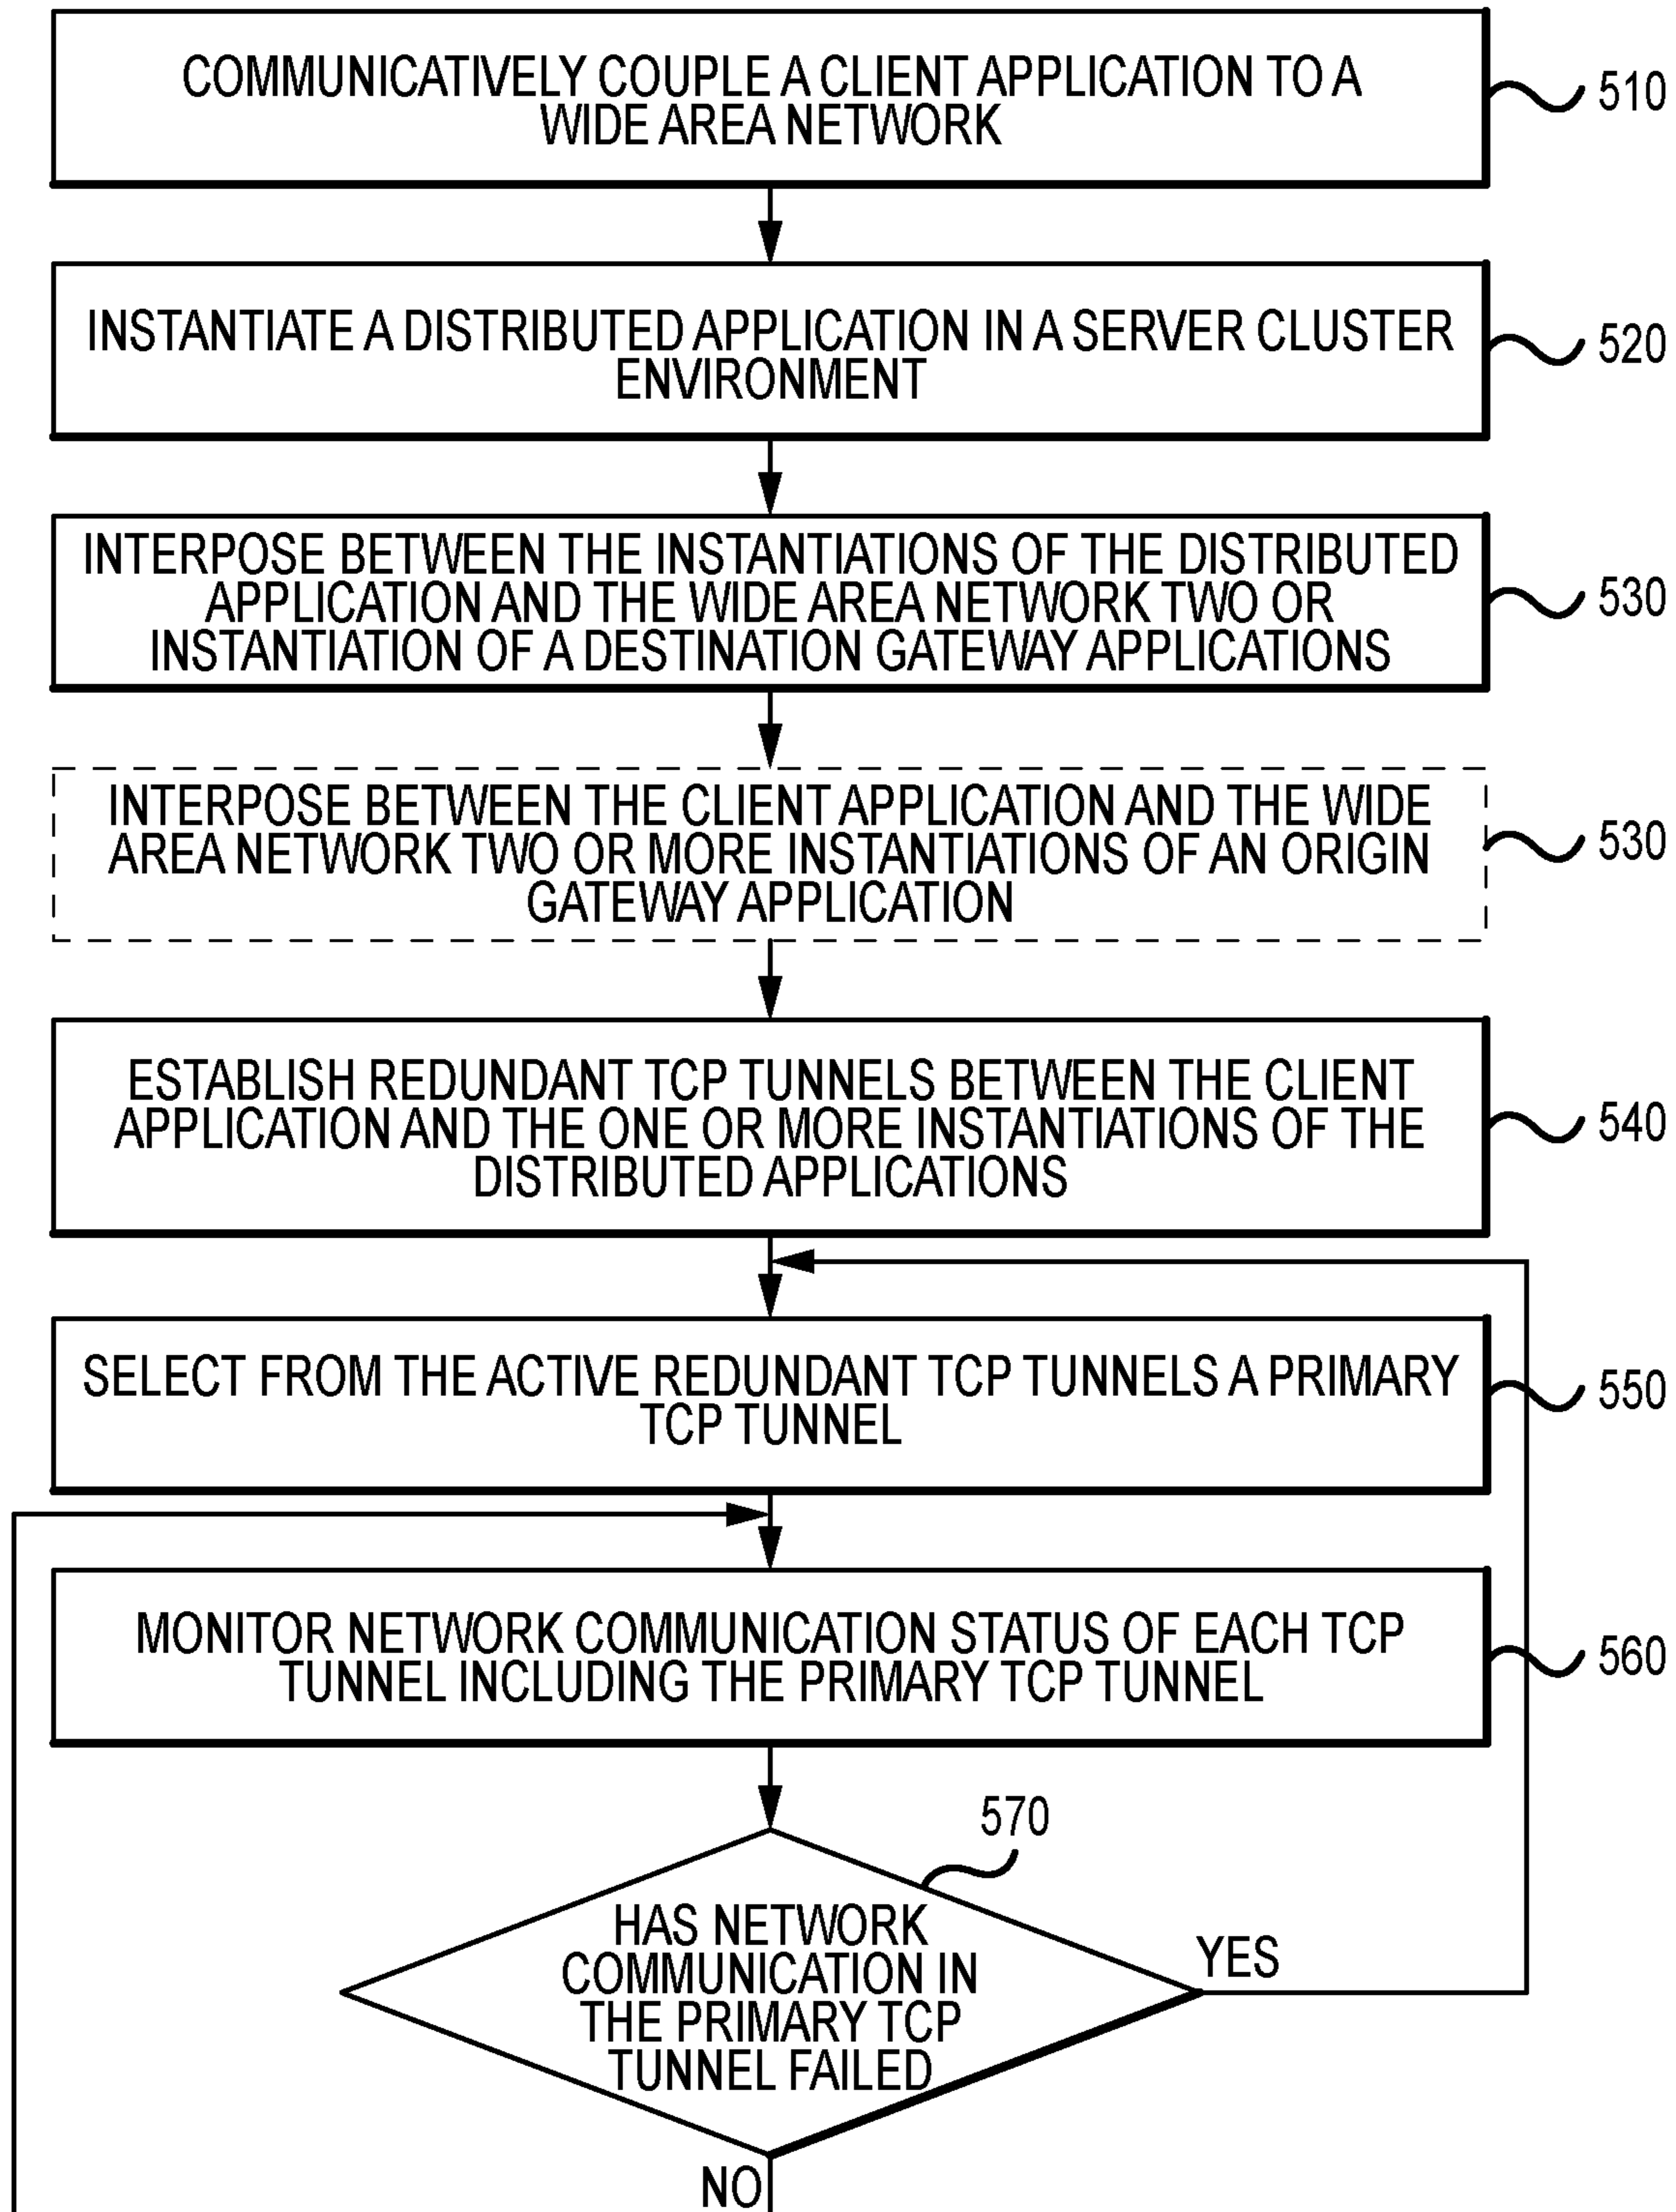 COMMUNICATIVELY COUPLE A CLIENT APPLICATION TO A
WIDE AREA NETWORK
510
INSTANTIATE A DISTRIBUTED APPLICATION IN A SERVER CLUSTER
ENVIRONMENT
520
INTERPOSE BETWEEN THE INSTANTIATIONS OF THE DISTRIBUTED
APPLICATION AND THE WIDE AREA NETWORK TWO OR
INSTANTIATION OF A DESTINATION GATEWAY APPLICATIONS
530
INTERPOSE BETWEEN THE CLIENT APPLICATION AND THE WIDE
AREA NETWORK TWO OR MORE INSTANTIATIONS OF AN ORIGIN
GATEWAY APPLICATION
530
ESTABLISH REDUNDANT TCP TUNNELS BETWEEN THE CLIENT
APPLICATION AND THE ONE OR MORE INSTANTIATIONS OF THE
DISTRIBUTED APPLICATIONS
540
SELECT FROM THE ACTIVE REDUNDANT TCP TUNNELS A PRIMARY
TCP TUNNEL
550
MONITOR NETWORK COMMUNICATION STATUS OF EACH TCP
TUNNEL INCLUDING THE PRIMARY TCP TUNNEL
560
570
HAS NETWORK
COMMUNICATION IN
THE PRIMARY TCP
TUNNEL FAILED
YES
NO